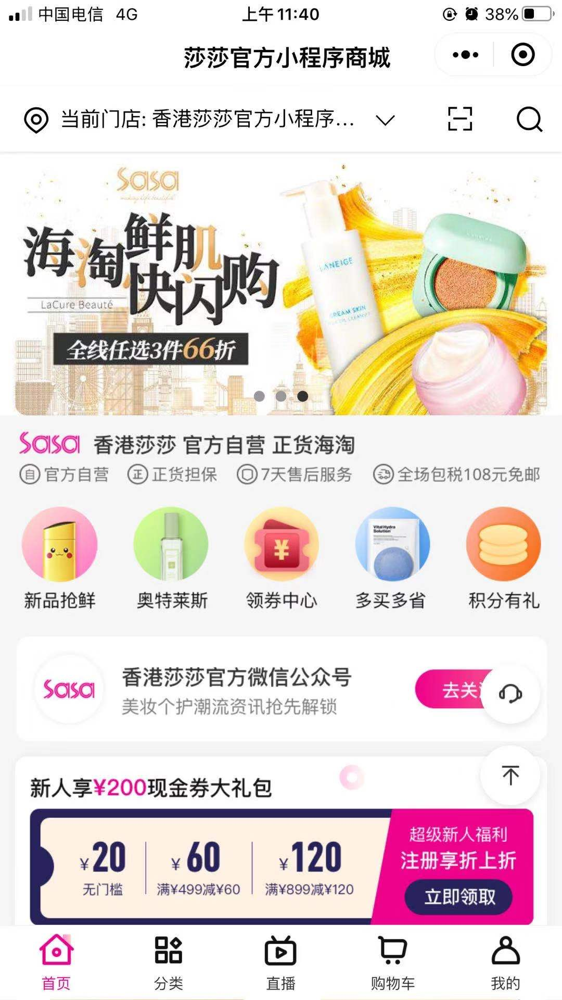 中国电信 4G 上午11:40 38%
莎莎官方小程序商城
当前门店: 香港莎莎官方小程序...
Sasa
making life beautiful
海淘鲜肌快闪购
LaCure Beauté
全线任选3件66折
LANEIGE
CREAM SKIN
Sasa 香港莎莎 官方自营 正货海淘
自 官方自营 正 正货担保 7天售后服务 全场包税108元免邮
Vital Hydra
Solution
¥
新品抢鲜 奥特莱斯 领券中心 多买多省 积分有礼
Sasa
香港莎莎官方微信公众号
美妆个护潮流资讯抢先解锁
去关
新人享¥200现金券大礼包
¥20 ¥60 ¥120
无门槛 满¥499减¥60 满¥899减¥120
超级新人福利
注册享折上折
立即领取
首页 分类 直播 购物车 我的